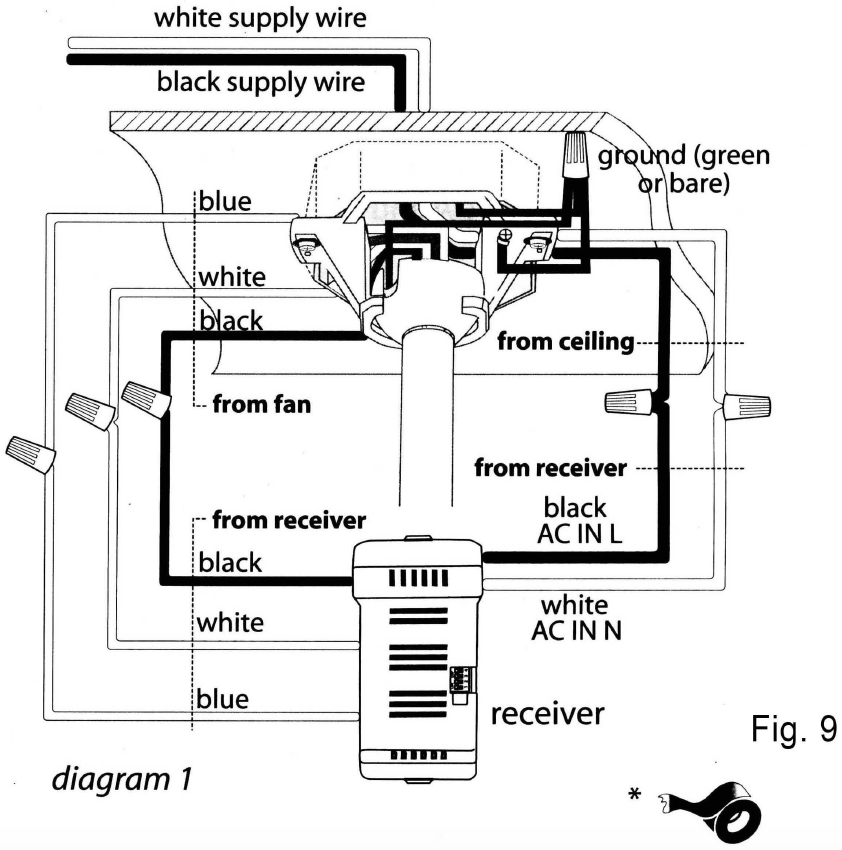 white supply wire
black supply wire
ground (green
or bare)
blue
white
black
from ceiling
from fan
from receiver
from receiver
black
AC IN L
black
white
AC IN N
white
blue
receiver
Fig. 9
diagram 1
*